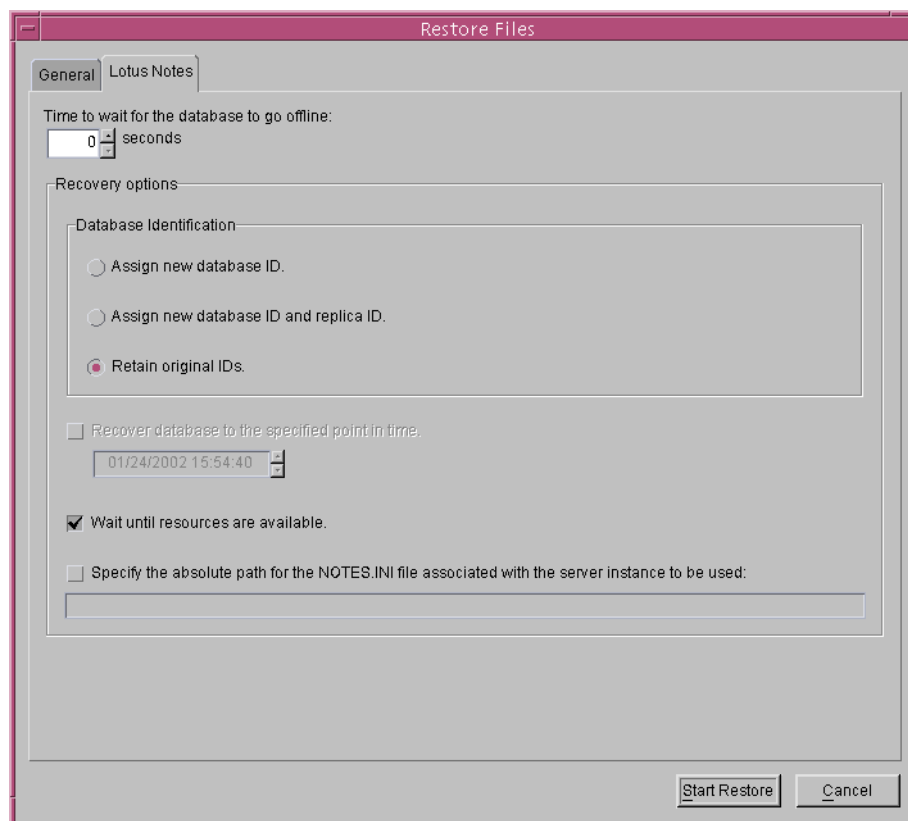 Restore Files
General
Lotus Notes
Time to wait for the database to go offline:
0 seconds
Recovery options
Database Identification
Assign new database ID.
Assign new database ID and replica ID.
Retain original IDs.
Recover database to the specified point in time.
01/24/2002 15:54:40
Wait until resources are available.
Specify the absolute path for the NOTES.INI file associated with the server instance to be used:
Start Restore
Cancel